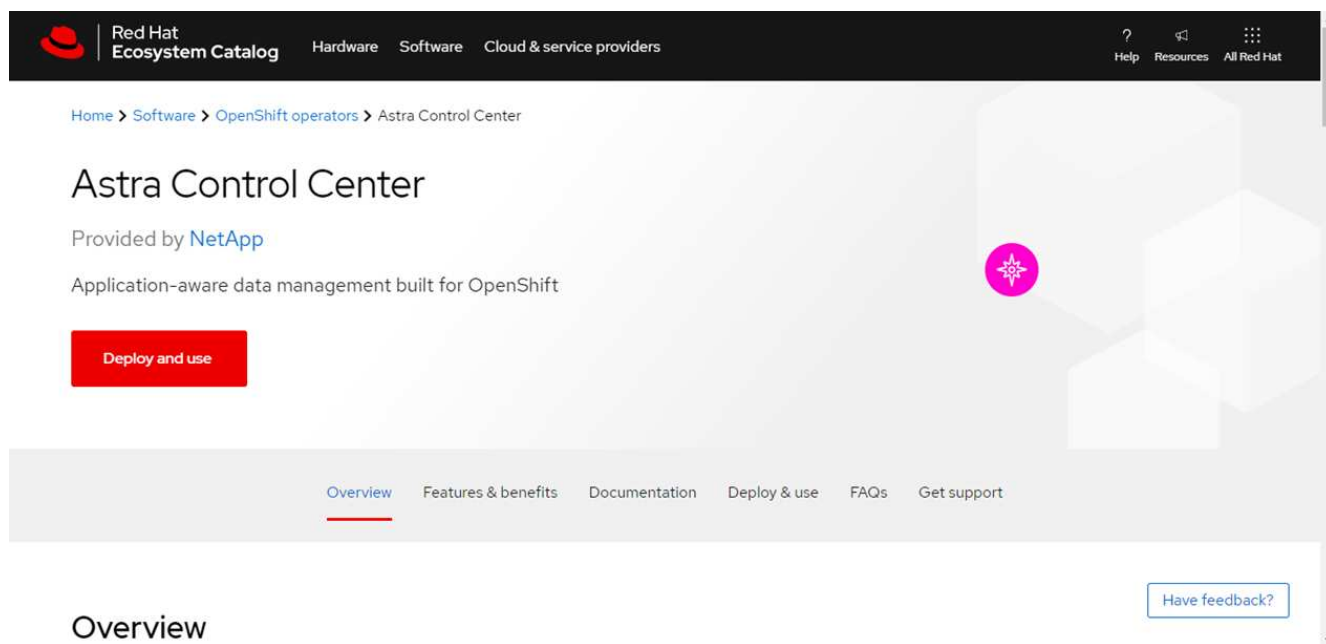 Red Hat
Ecosystem Catalog
Hardware Software Cloud & service providers
? Help Resources All Red Hat
Home > Software > OpenShift operators > Astra Control Center
Astra Control Center
Provided by NetApp
Application-aware data management built for OpenShift
Deploy and use
Overview Features & benefits Documentation Deploy & use FAQs Get support
Have feedback?
Overview